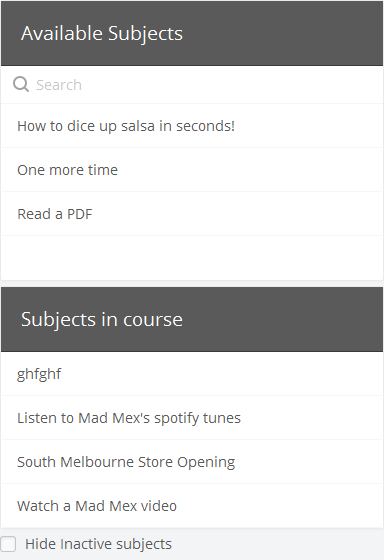 Available Subjects
Search
How to dice up salsa in seconds!
One more time
Read a PDF
Subjects in course
ghfghf
Listen to Mad Mex's spotify tunes
South Melbourne Store Opening
Watch a Mad Mex video
Hide Inactive subjects